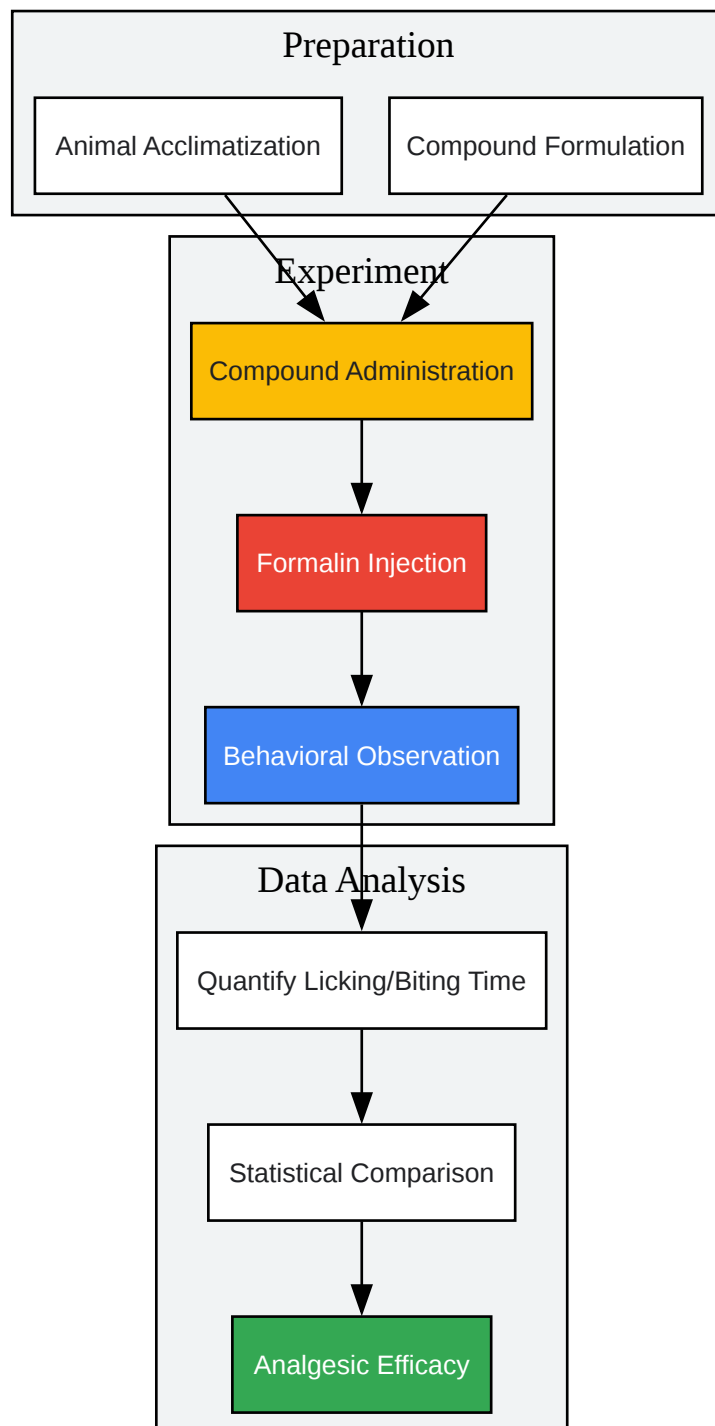 Preparation
Animal Acclimatization
Compound Formulation
Experiment
Compound Administration
Formalin Injection
Behavioral Observation
Data Analysis
Quantify Licking/Biting Time
Statistical Comparison
Analgesic Efficacy